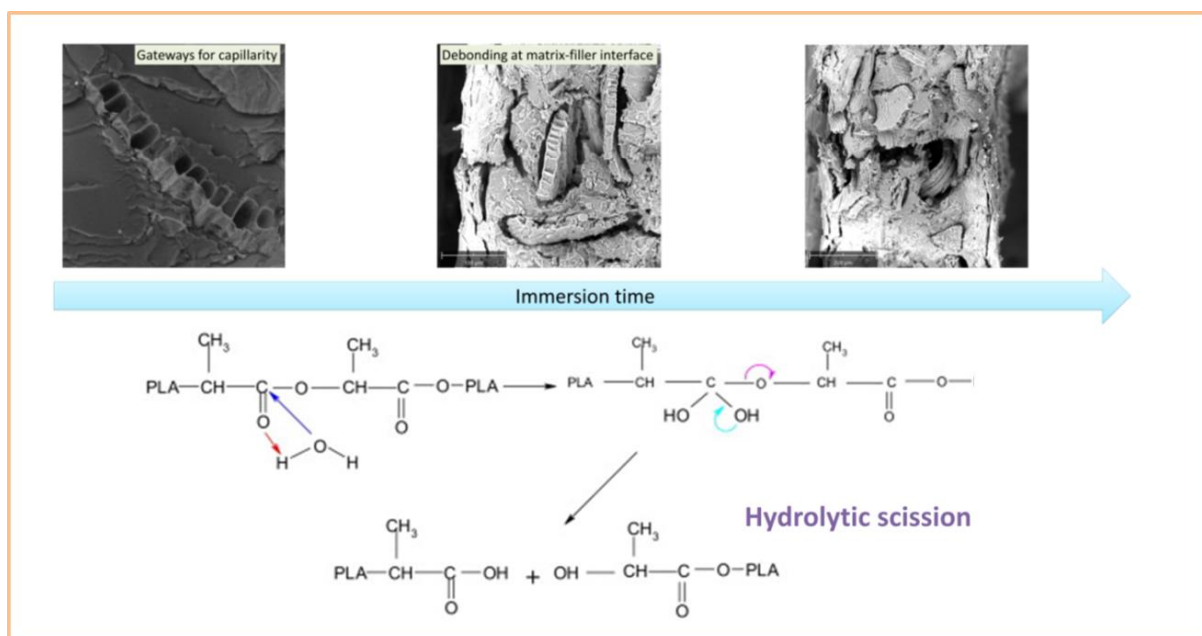 Gateways for capillarity
Debonding at matrix-filler interface
Immersion time
CH3 CH3
PLA—CH—C—O—CH—C—O—PLA
O O
H O H
CH3 CH3
PLA—CH—C—O—CH—C—O—
HO OH O
Hydrolytic scission
CH3 CH3
PLA—CH—C—OH + OH—CH—C—O—PLA
O O